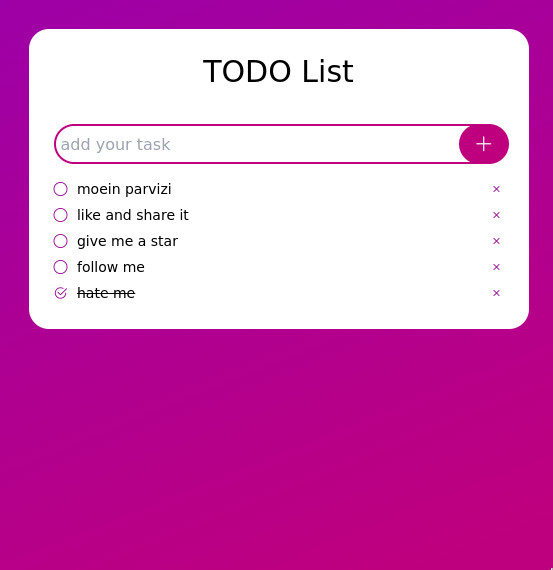 TODO List
add your task
moein parvizi
like and share it
give me a star
follow me
hate me